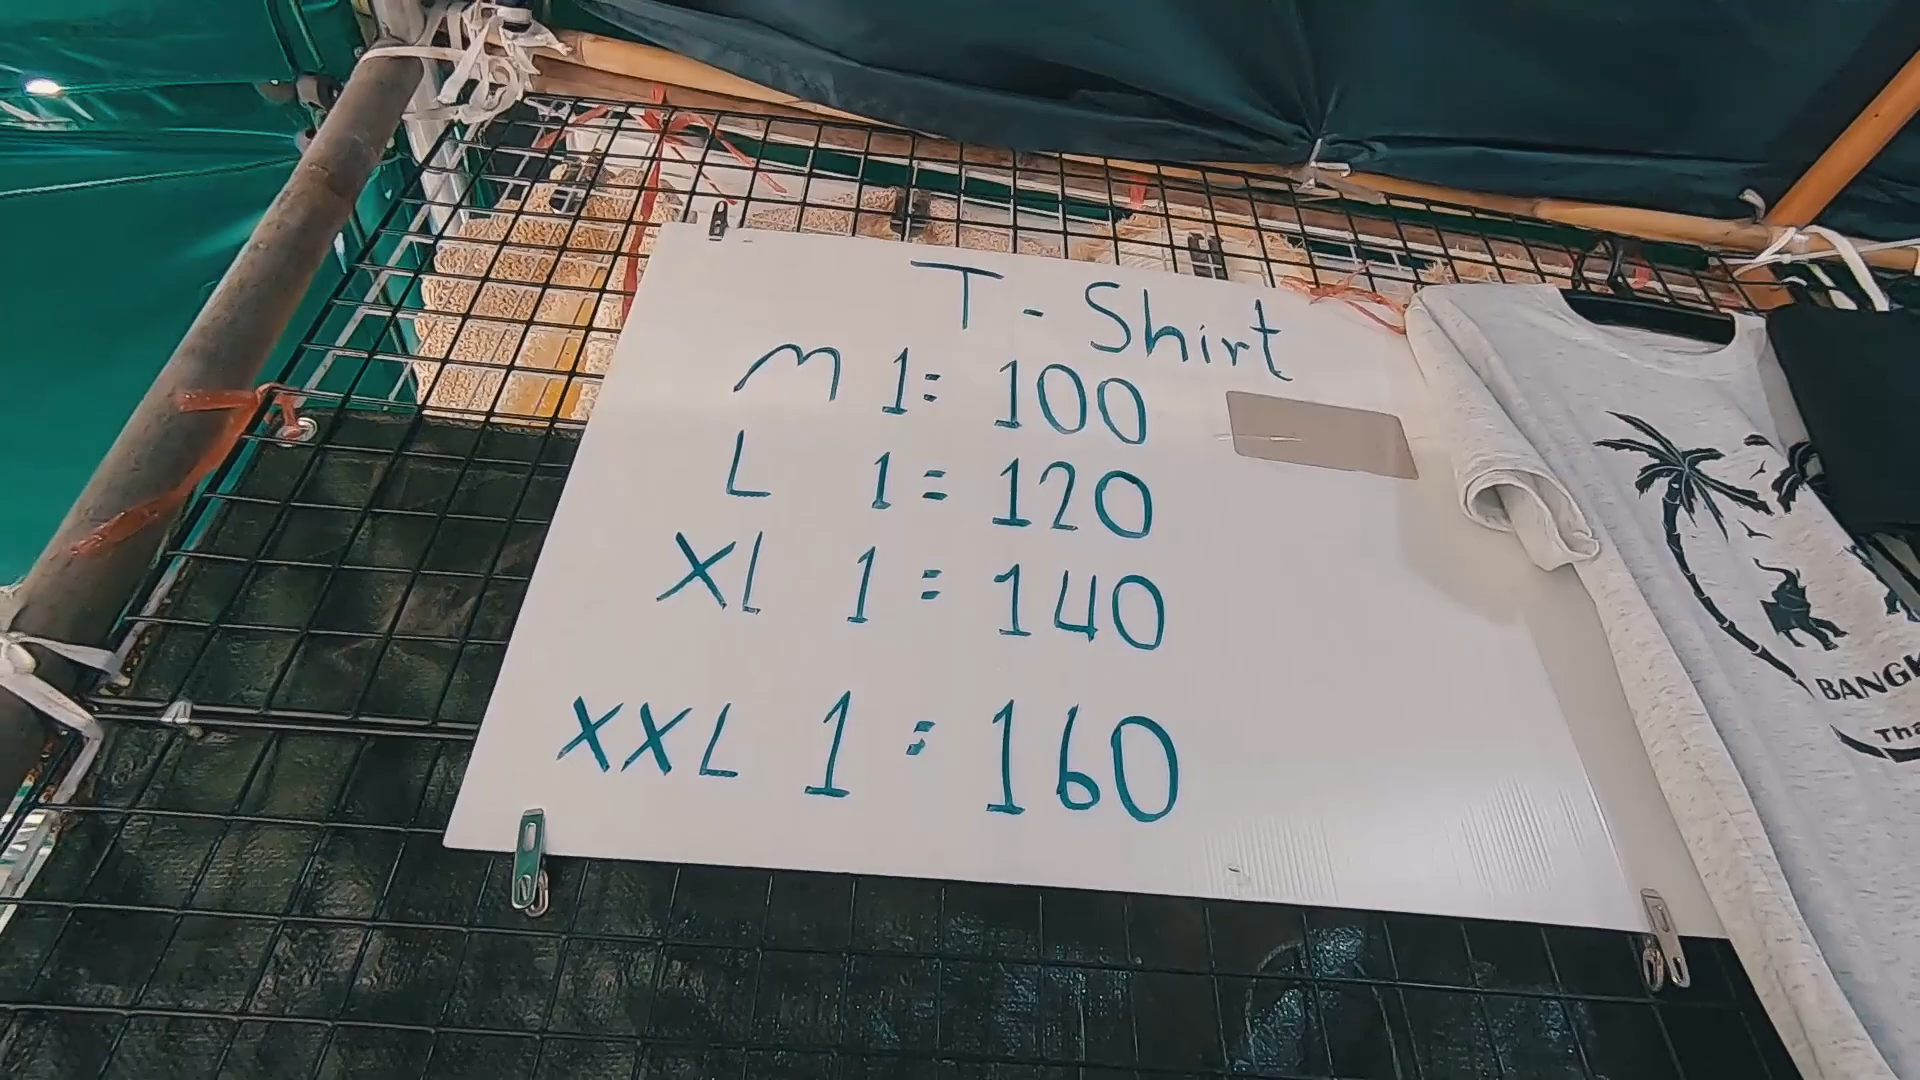 T - Shirt
M 1 = 100
L 1 = 120
XL 1 = 140
XXL 1 = 160